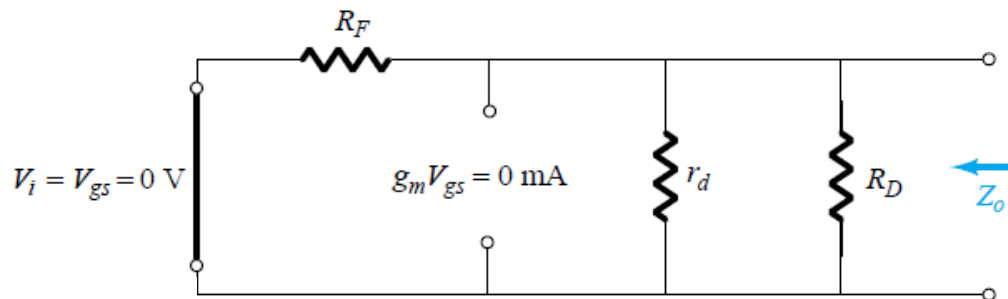 R_F
V_i = V_gs = 0 V
g_m V_gs = 0 mA
r_d
R_D
Z_o